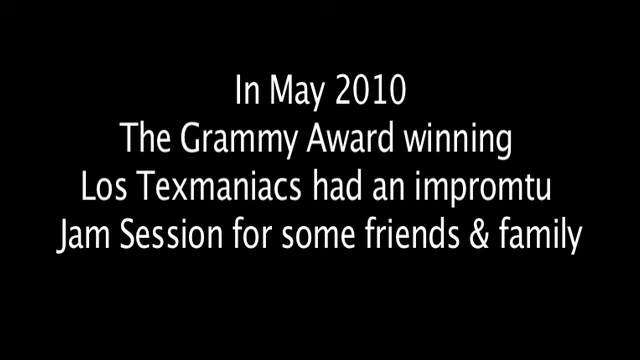 In May 2010
The Grammy Award winning
Los Texmaniacs had an impromtu
Jam Session for some friends & family